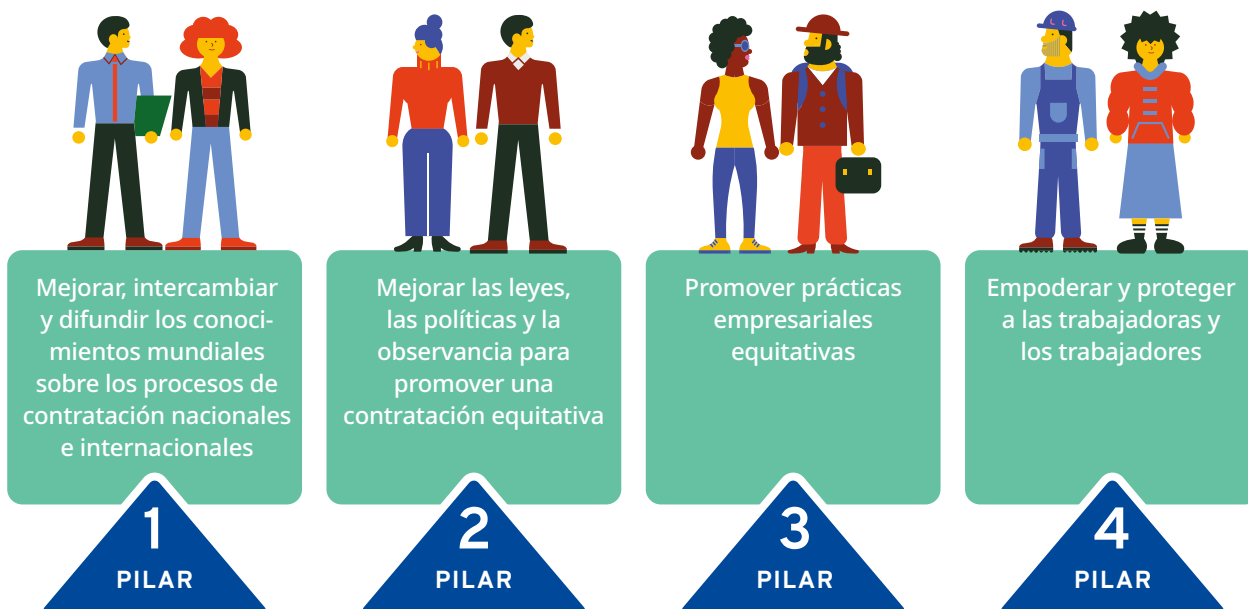 Mejorar, intercambiar
y difundir los conoci-
mientos mundiales
sobre los procesos de
contratación nacionales
e internacionales
1
PILAR
Mejorar las leyes,
las políticas y la
observancia para
promover una
contratación equitativa
2
PILAR
Promover prácticas
empresariales
equitativas
3
PILAR
Empoderar y proteger
a las trabajadoras y
los trabajadores
4
PILAR